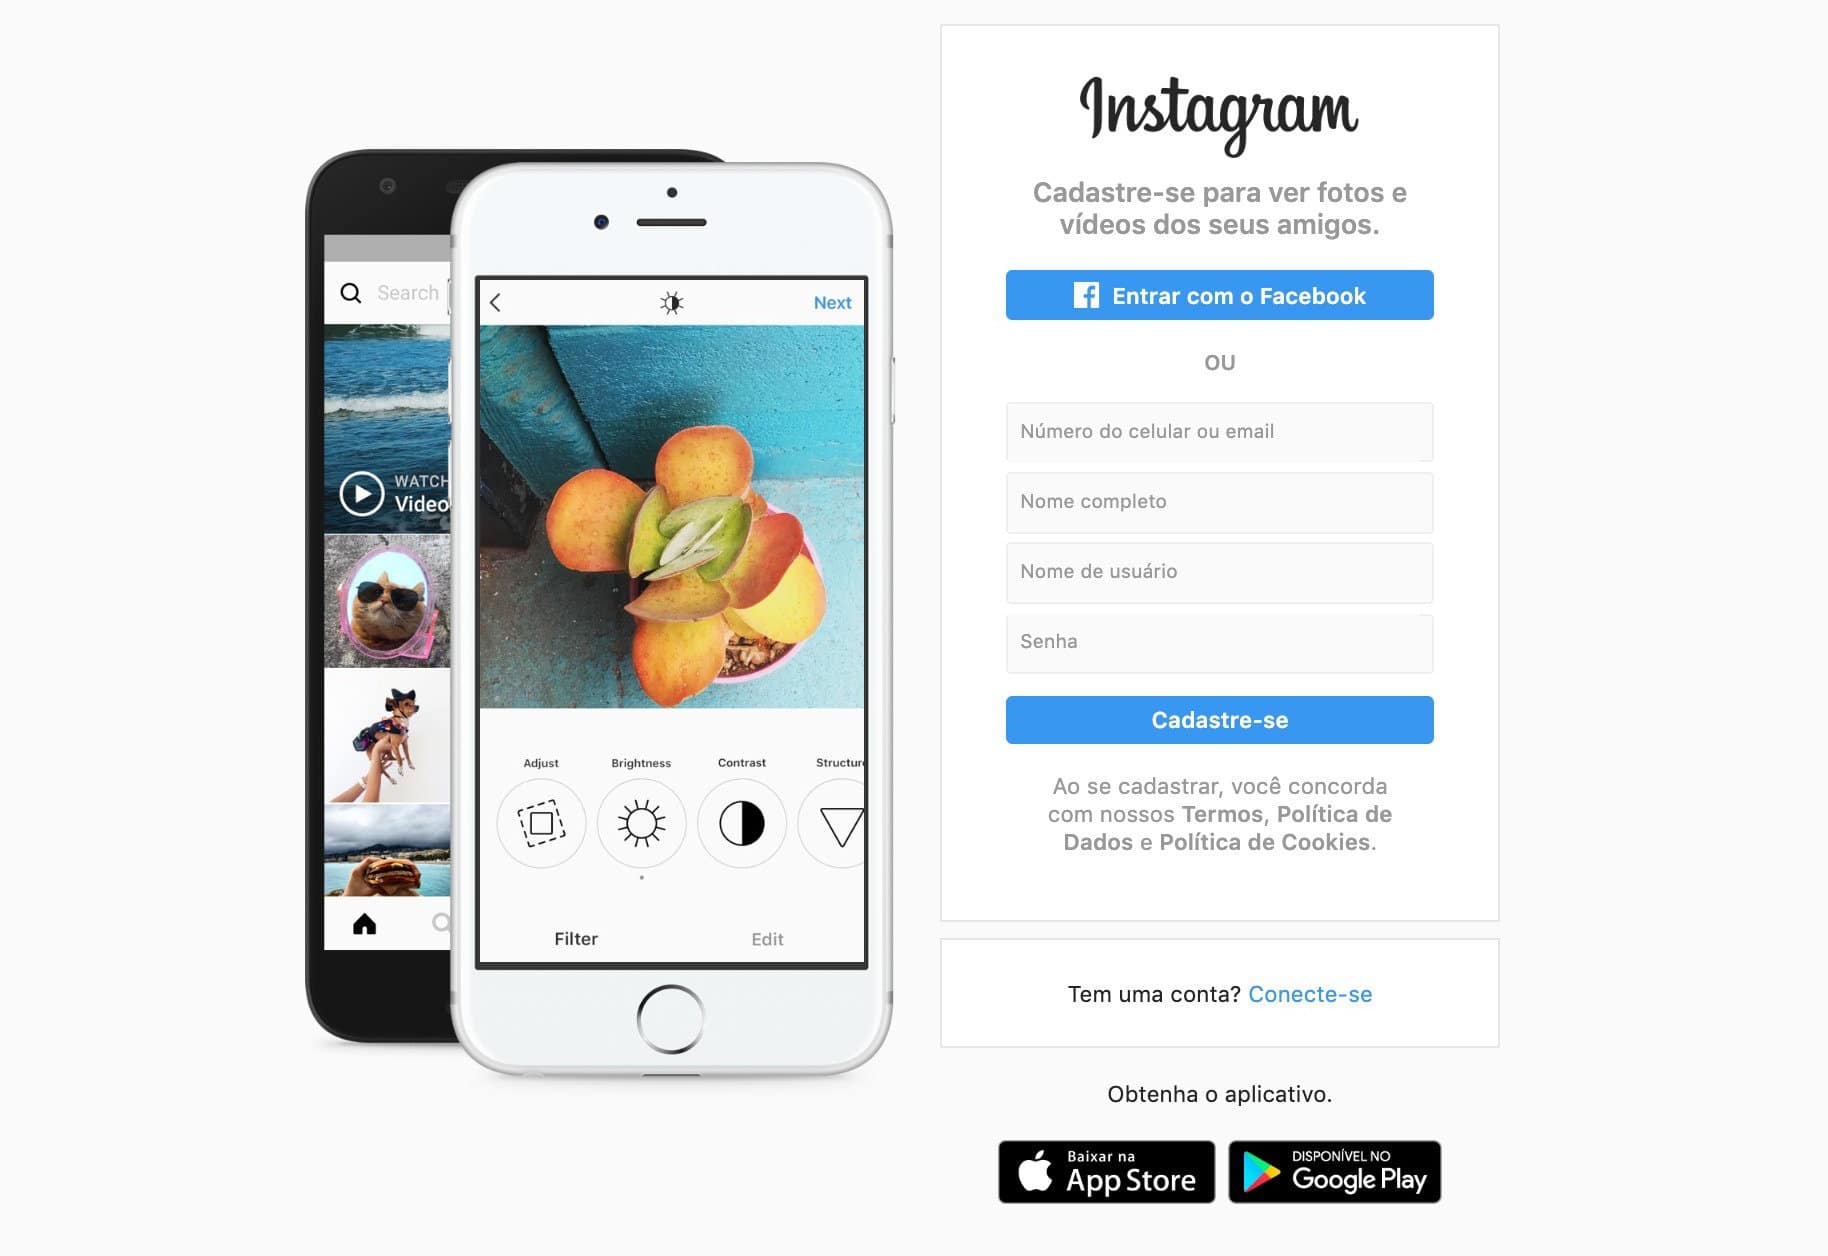 Search
WATCH
Video
Next
Adjust
Brightness
Contrast
Structure
Filter
Edit
Instagram
Cadastre-se para ver fotos e
vídeos dos seus amigos.
Entrar com o Facebook
OU
Número do celular ou email
Nome completo
Nome de usuário
Senha
Cadastre-se
Ao se cadastrar, você concorda
com nossos Termos, Política de
Dados e Política de Cookies.
Tem uma conta? Conecte-se
Obtenha o aplicativo.
Baixar na
App Store
DISPONÍVEL NO
Google Play